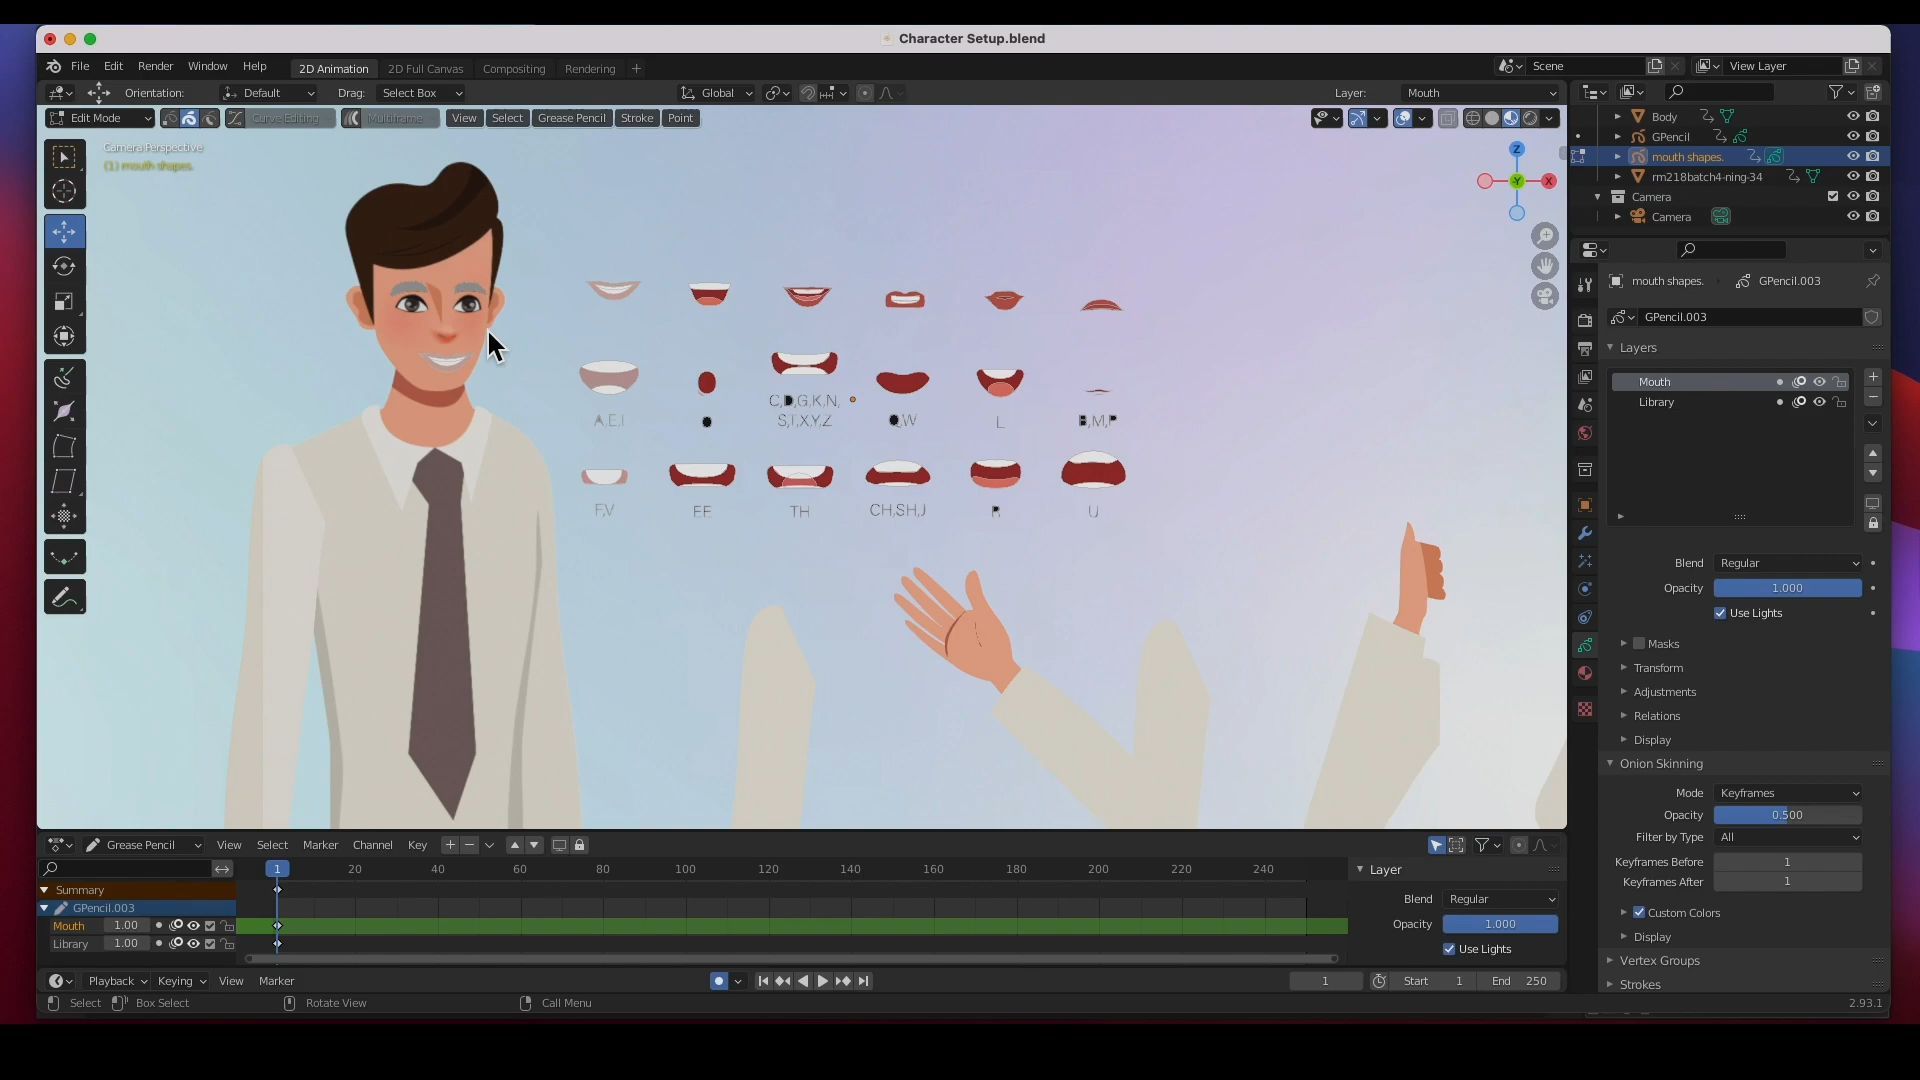 Character Setup.blend
File Edit Render Window Help 2D Animation 2D Full Canvas Compositing Rendering + Scene View Layer
Orientation: Default Drag: Select Box Global Layer: Mouth
Edit Mode Curve Editing Multiframe View Select Grease Pencil Stroke Point
Camera Perspective
(1) mouth shapes.
Z
-Y X
A,E,I
C,D,G,K,N,
S,T,X,Y,Z
L
B,M,P
F,V
EE
TH
CH,SH,J
R
U
Body
GPencil
mouth shapes.
rm218batch4-ning-34
Camera
Camera
mouth shapes. GPencil.003
GPencil.003
Layers
Mouth
Library
Blend Regular
Opacity 1.000
Use Lights
Masks
Transform
Adjustments
Relations
Display
Onion Skinning
Mode Keyframes
Opacity 0.500
Filter by Type All
Keyframes Before 1
Keyframes After 1
Custom Colors
Display
Vertex Groups
Strokes
Grease Pencil View Select Marker Channel Key
1 20 40 60 80 100 120 140 160 180 200 220 240
Summary
GPencil.003
Mouth 1.00
Library 1.00
Layer
Blend Regular
Opacity 1.000
Use Lights
Playback Keying View Marker 1 Start 1 End 250
Select Box Select Rotate View Call Menu 2.93.1